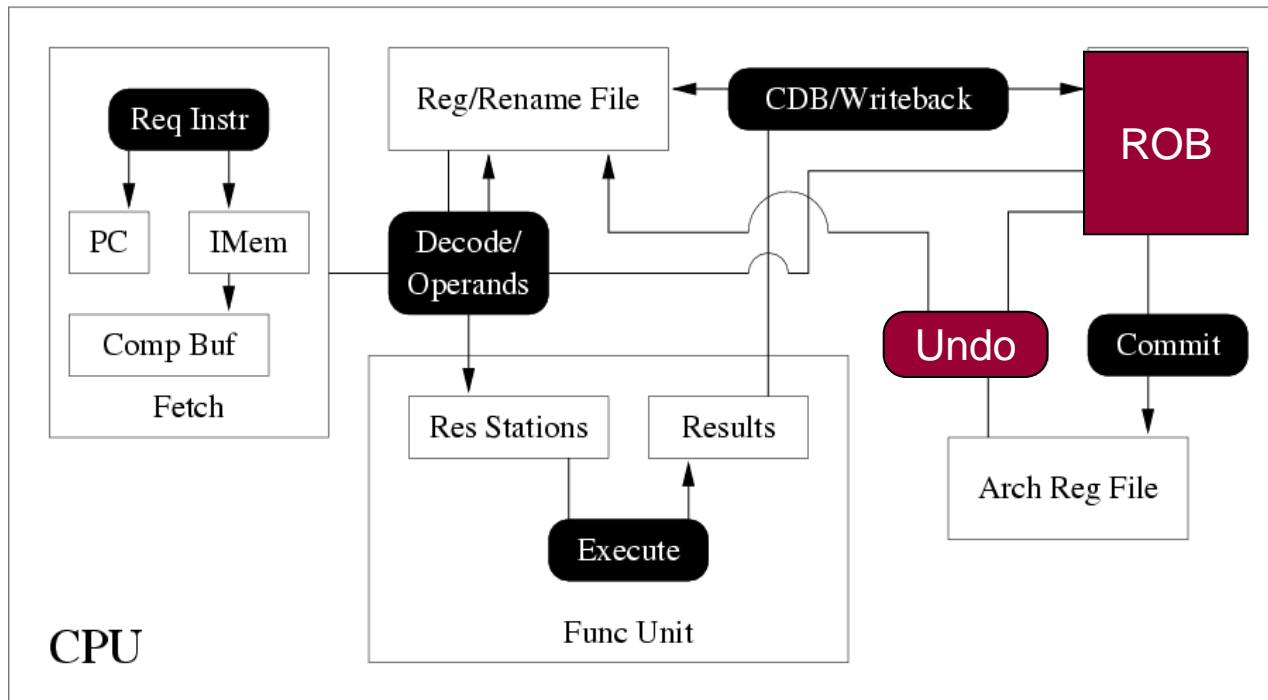 Req Instr
PC
IMem
Comp Buf
Fetch
Reg/Rename File
CDB/Writeback
ROB
Decode/
Operands
Undo
Commit
Res Stations
Results
Arch Reg File
Execute
Func Unit
CPU